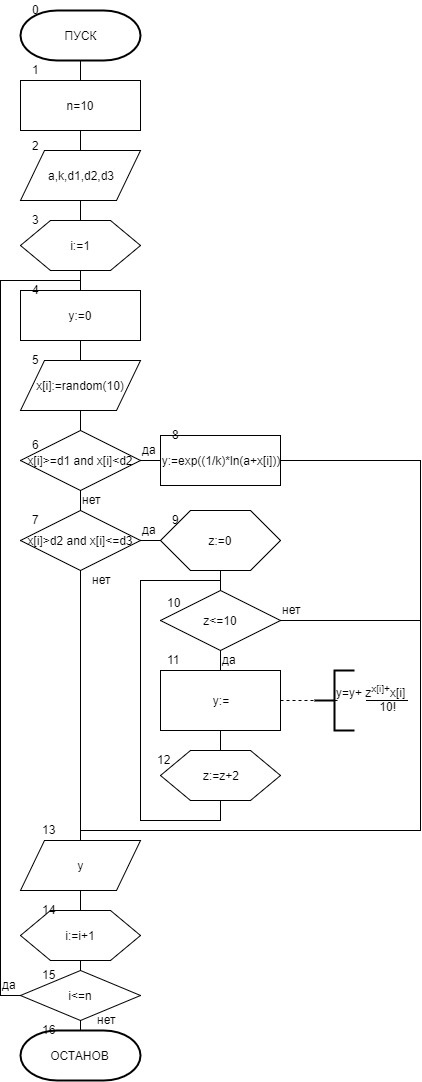 0
ПУСК
1
n=10
2
a,k,d1,d2,d3
3
i:=1
4
y:=0
5
x[i]:=random(10)
6
x[i]>=d1 and x[i]<d2
да
8
y:=exp((1/k)*ln(a+x[i]))
нет
7
x[i]>d2 and x[i]<=d3
да
9
z:=0
нет
10
z<=10
нет
да
11
y:=
y=y+ z^x[i]+x[i]
10!
12
z:=z+2
13
y
14
i:=i+1
15
i<=n
да
нет
16
ОСТАНОВ